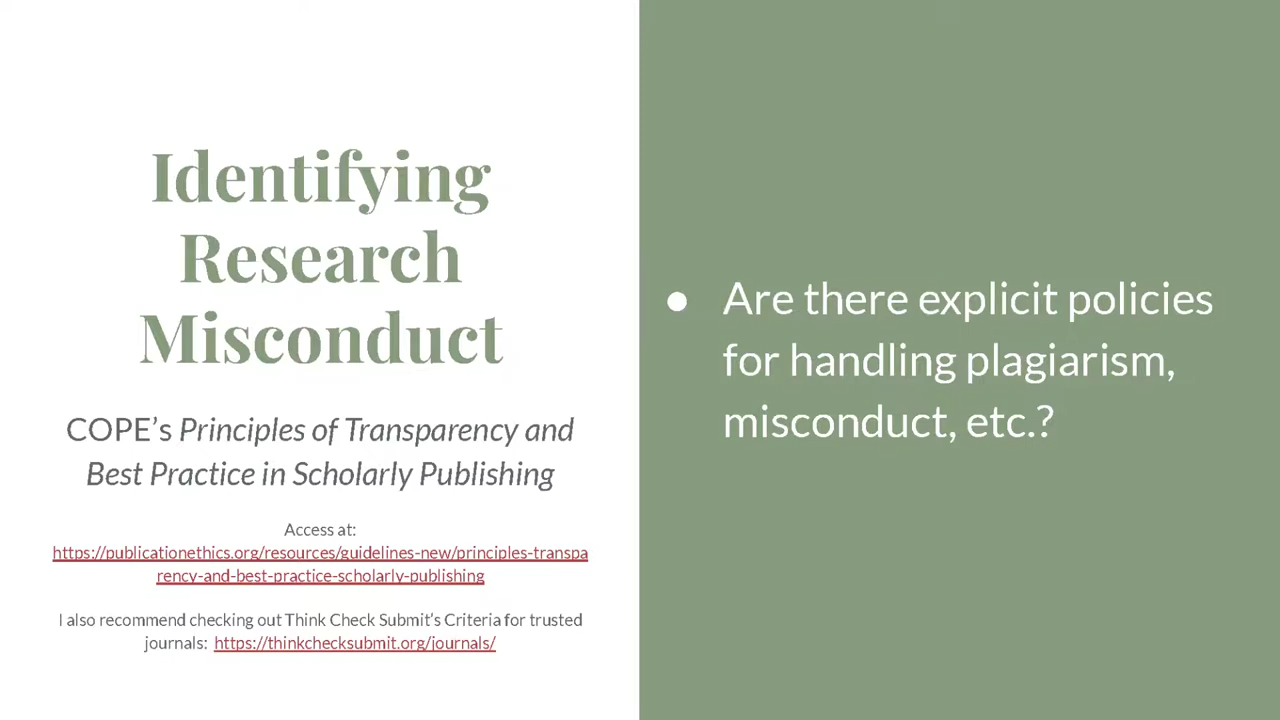 Identifying
Research
Misconduct
COPE’s Principles of Transparency and
Best Practice in Scholarly Publishing
Access at:
https://publicationethics.org/resources/guidelines-new/principles-transpa
rency-and-best-practice-scholarly-publishing
I also recommend checking out Think Check Submit’s Criteria for trusted
journals: https://thinkchecksubmit.org/journals/
● Are there explicit policies
for handling plagiarism,
misconduct, etc.?